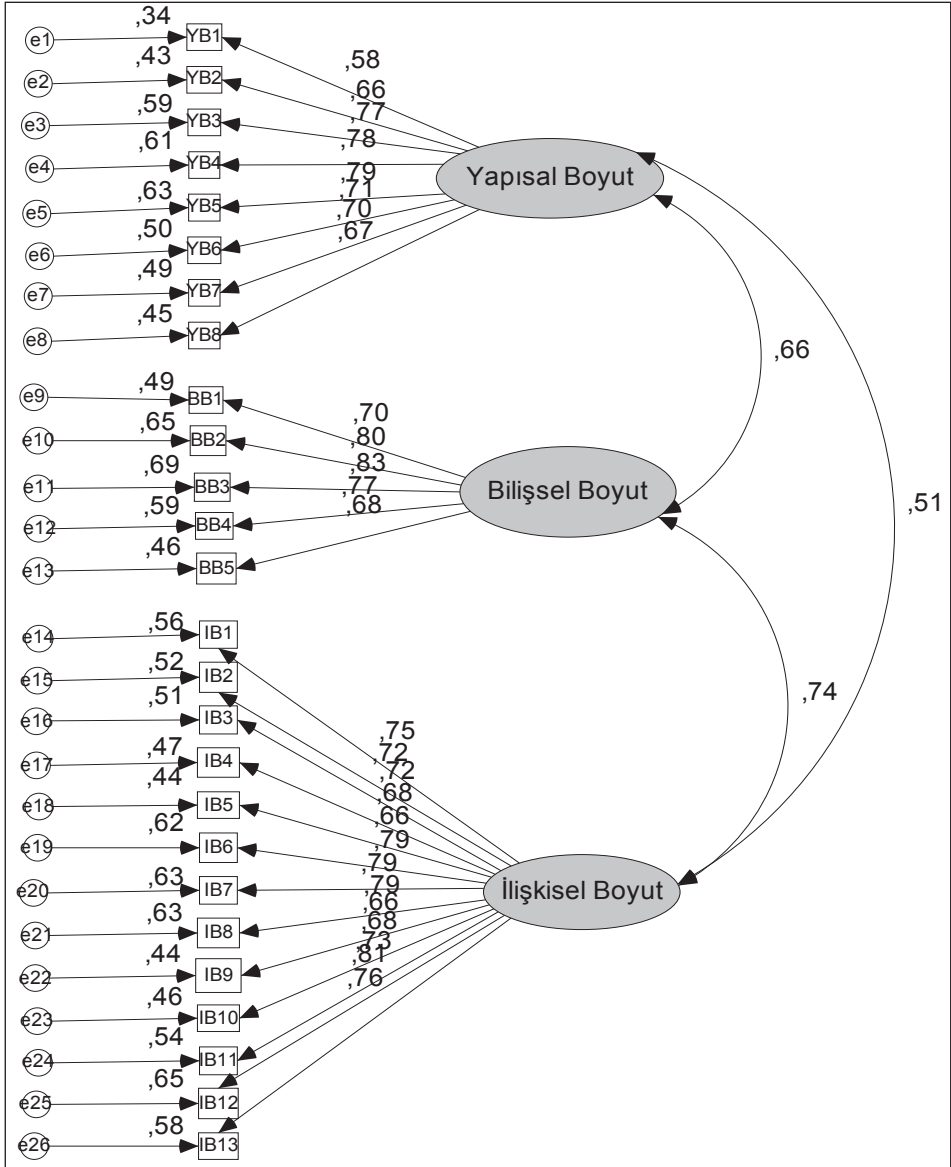 e1 ,34 YB1
e2 ,43 YB2
e3 ,59 YB3
e4 ,61 YB4
e5 ,63 YB5
e6 ,50 YB6
e7 ,49 YB7
e8 ,45 YB8
,58
,66
,77
,78
,79
,71
,70
,67
Yapısal Boyut
,66
e9 ,49 BB1
e10 ,65 BB2
e11 ,69 BB3
e12 ,59 BB4
e13 ,46 BB5
,70
,80
,83
,77
,68
Bilişsel Boyut
,51
,74
e14 ,56 IB1
e15 ,52 IB2
e16 ,51 IB3
e17 ,47 IB4
e18 ,44 IB5
e19 ,62 IB6
e20 ,63 IB7
e21 ,63 IB8
e22 ,44 IB9
e23 ,46 IB10
e24 ,54 IB11
e25 ,65 IB12
e26 ,58 IB13
,75
,72
,72
,68
,66
,79
,79
,79
,66
,68
,73
,81
,76
İlişkisel Boyut